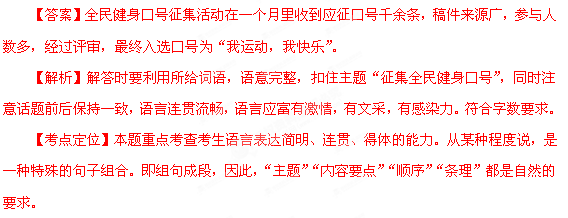 【答案】全民健身口号征集活动在一个月里收到应征口号千余条，稿件来源广，参与人
数多，经过评审，最终入选口号为“我运动，我快乐”。
【解析】解答时要利用所给词语，语意完整，扣住主题“征集全民健身口号”，同时注
意话题前后保持一致，语言连贯流畅，语言应富有激情，有文采，有感染力。符合字数要求。
【考点定位】本题重点考查考生语言表达简明、连贯、得体的能力。从某种程度说，是
一种特殊的句子组合。即组句成段，因此，“主题”“内容要点”“顺序”“条理”都是自然的
要求。